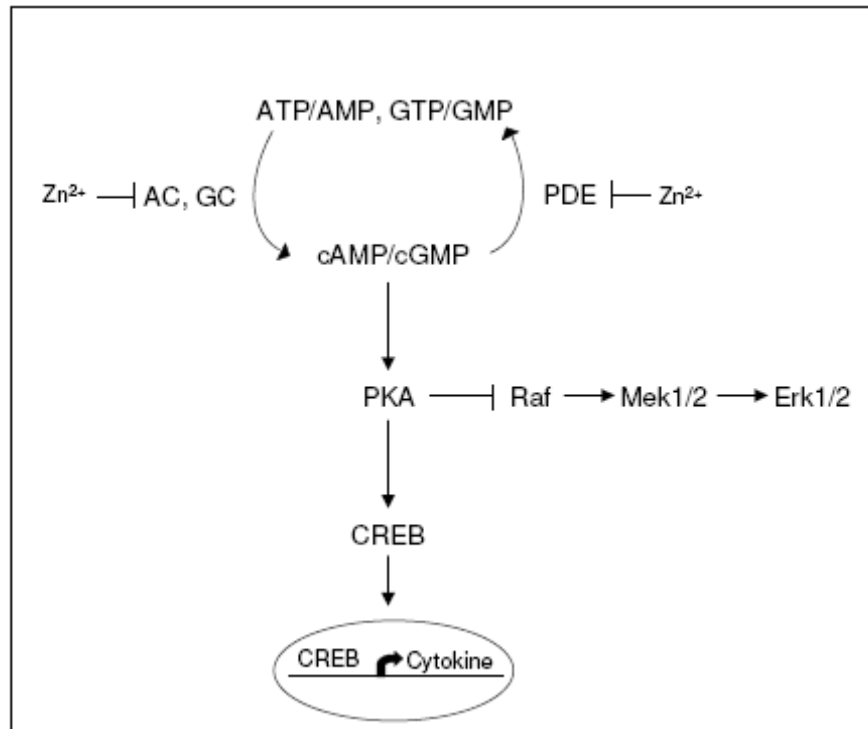 ATP/AMP, GTP/GMP
Zn²⁺ AC, GC PDE Zn²⁺
cAMP/cGMP
PKA Raf Mek1/2 Erk1/2
CREB
CREB Cytokine